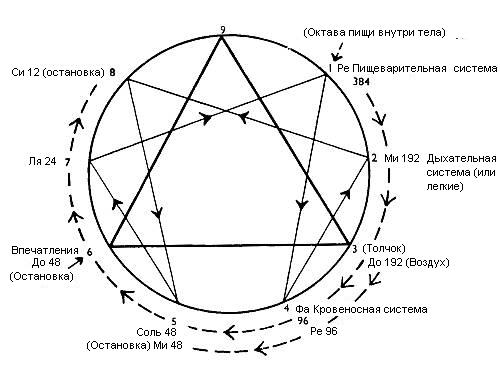 9
(Октава пищи внутри тела)
Си 12 (остановка) 8
1 Ре Пищеварительная система
384
Ля 24 7
2 Ми 192 Дыхательная
система (или
легкие)
Впечатления
До 48 6
(Остановка)
3 (Толчок)
До 192 (Воздух)
4 Фа Кровеносная система
96
5
Соль 48
Ре 96
(Остановка) Ми 48